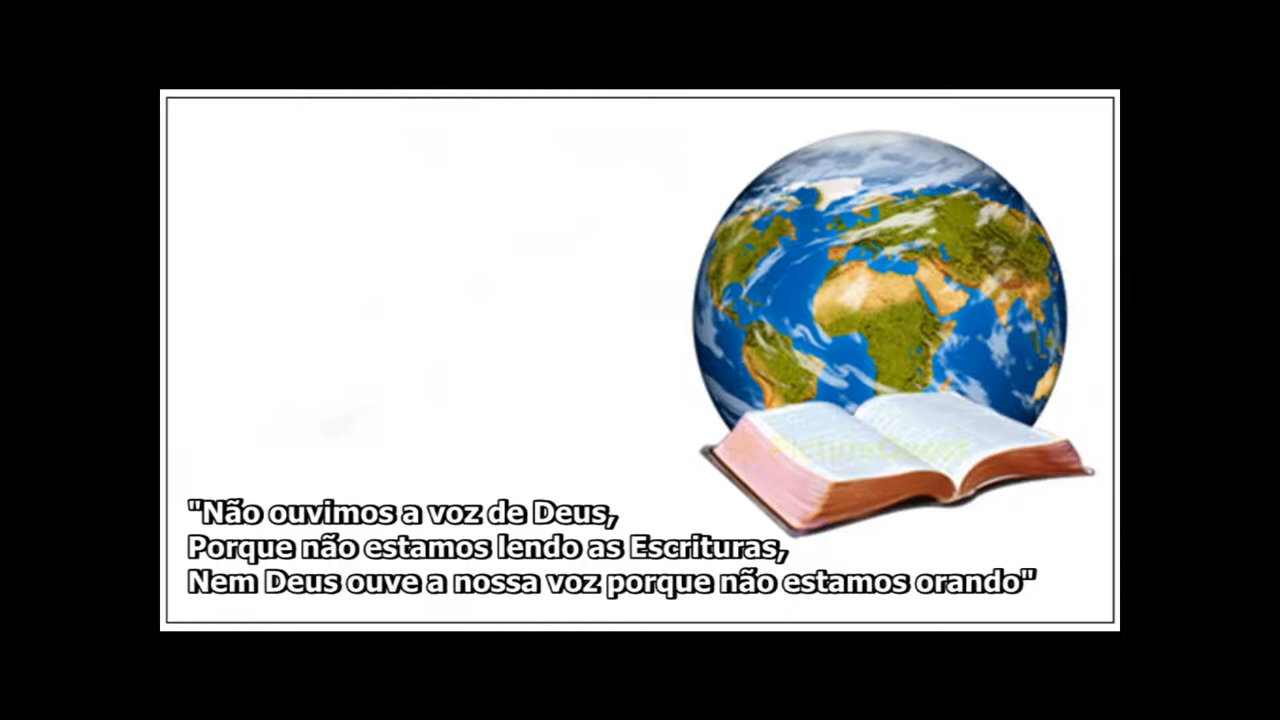 "Não ouvimos a voz de Deus,
Porque não estamos lendo as Escrituras,
Nem Deus ouve a nossa voz porque não estamos orando"